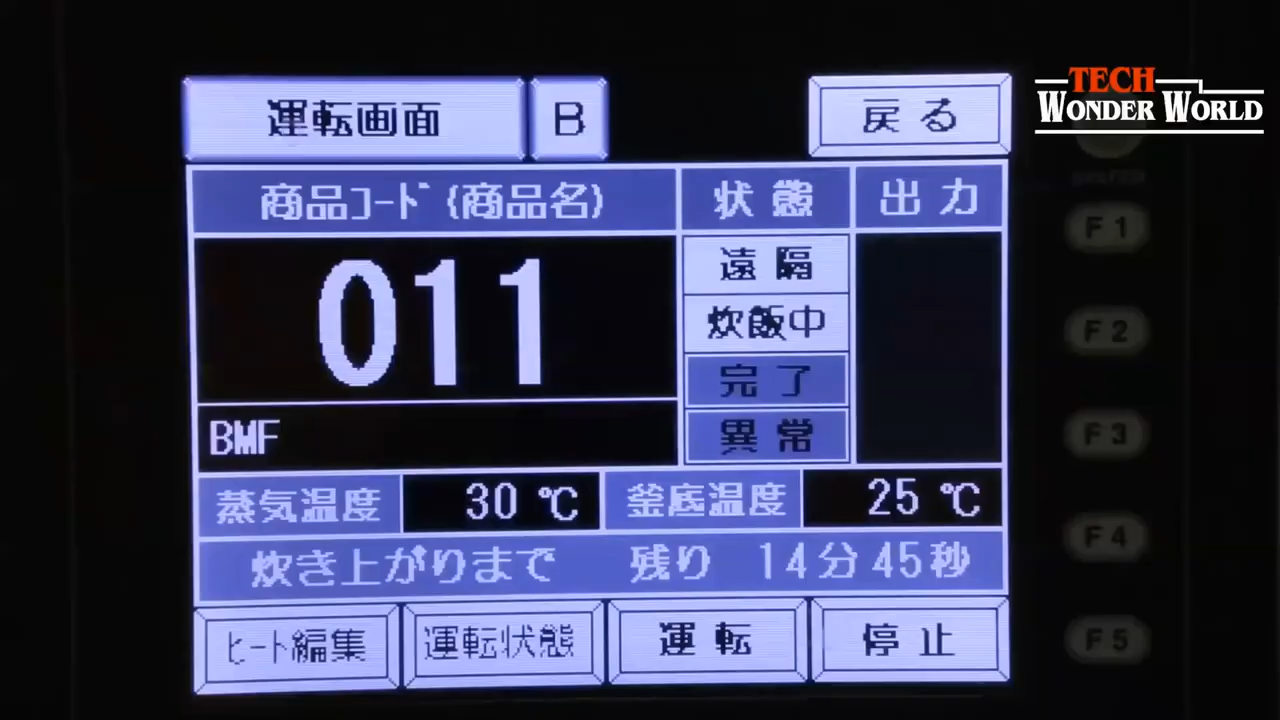 運転画面 B 戻る
TECH
WONDER WORLD
商品コード(商品名) 状態 出力
011
遠隔
炊飯中
完了
異常
BMF
蒸気温度 30℃ 釜底温度 25℃
炊き上がりまで 残り 14分45秒
ヒート編集 運転状態 運転 停止
F1
F2
F3
F4
F5